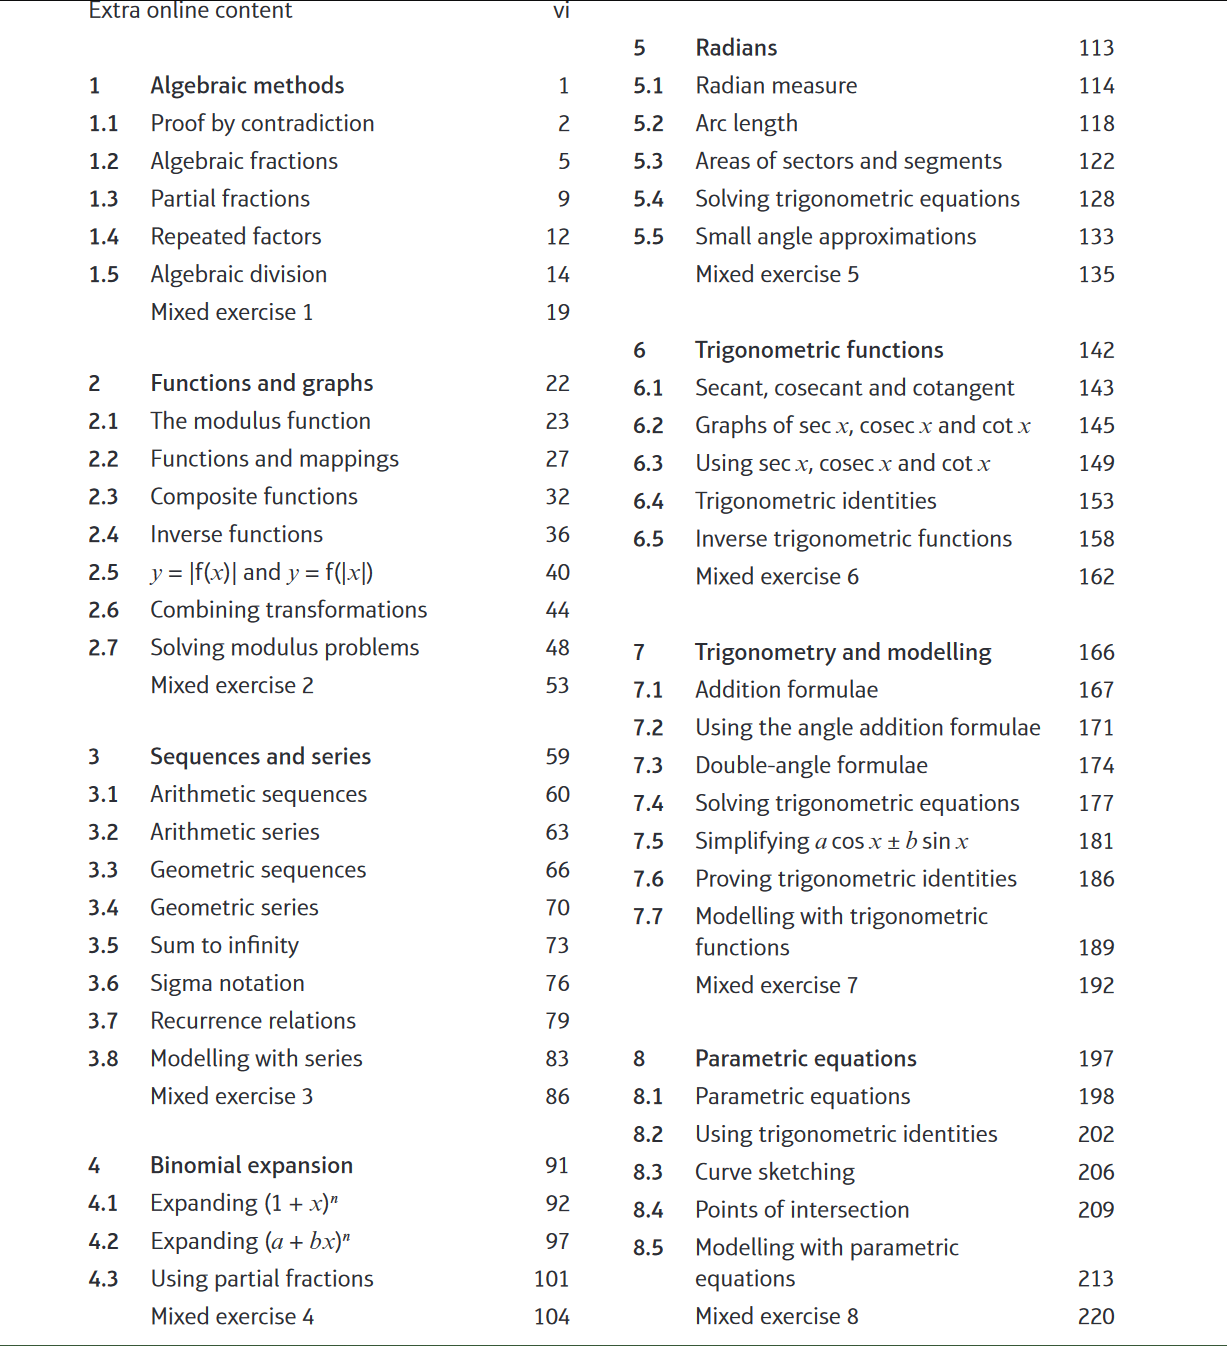 Extra online content vi
1 Algebraic methods 1
1.1 Proof by contradiction 2
1.2 Algebraic fractions 5
1.3 Partial fractions 9
1.4 Repeated factors 12
1.5 Algebraic division 14
Mixed exercise 1 19
2 Functions and graphs 22
2.1 The modulus function 23
2.2 Functions and mappings 27
2.3 Composite functions 32
2.4 Inverse functions 36
2.5 y = |f(x)| and y = f(|x|) 40
2.6 Combining transformations 44
2.7 Solving modulus problems 48
Mixed exercise 2 53
3 Sequences and series 59
3.1 Arithmetic sequences 60
3.2 Arithmetic series 63
3.3 Geometric sequences 66
3.4 Geometric series 70
3.5 Sum to infinity 73
3.6 Sigma notation 76
3.7 Recurrence relations 79
3.8 Modelling with series 83
Mixed exercise 3 86
4 Binomial expansion 91
4.1 Expanding (1 + x)ⁿ 92
4.2 Expanding (a + bx)ⁿ 97
4.3 Using partial fractions 101
Mixed exercise 4 104
5 Radians 113
5.1 Radian measure 114
5.2 Arc length 118
5.3 Areas of sectors and segments 122
5.4 Solving trigonometric equations 128
5.5 Small angle approximations 133
Mixed exercise 5 135
6 Trigonometric functions 142
6.1 Secant, cosecant and cotangent 143
6.2 Graphs of sec x, cosec x and cot x 145
6.3 Using sec x, cosec x and cot x 149
6.4 Trigonometric identities 153
6.5 Inverse trigonometric functions 158
Mixed exercise 6 162
7 Trigonometry and modelling 166
7.1 Addition formulae 167
7.2 Using the angle addition formulae 171
7.3 Double-angle formulae 174
7.4 Solving trigonometric equations 177
7.5 Simplifying a cos x ± b sin x 181
7.6 Proving trigonometric identities 186
7.7 Modelling with trigonometric
functions 189
Mixed exercise 7 192
8 Parametric equations 197
8.1 Parametric equations 198
8.2 Using trigonometric identities 202
8.3 Curve sketching 206
8.4 Points of intersection 209
8.5 Modelling with parametric
equations 213
Mixed exercise 8 220